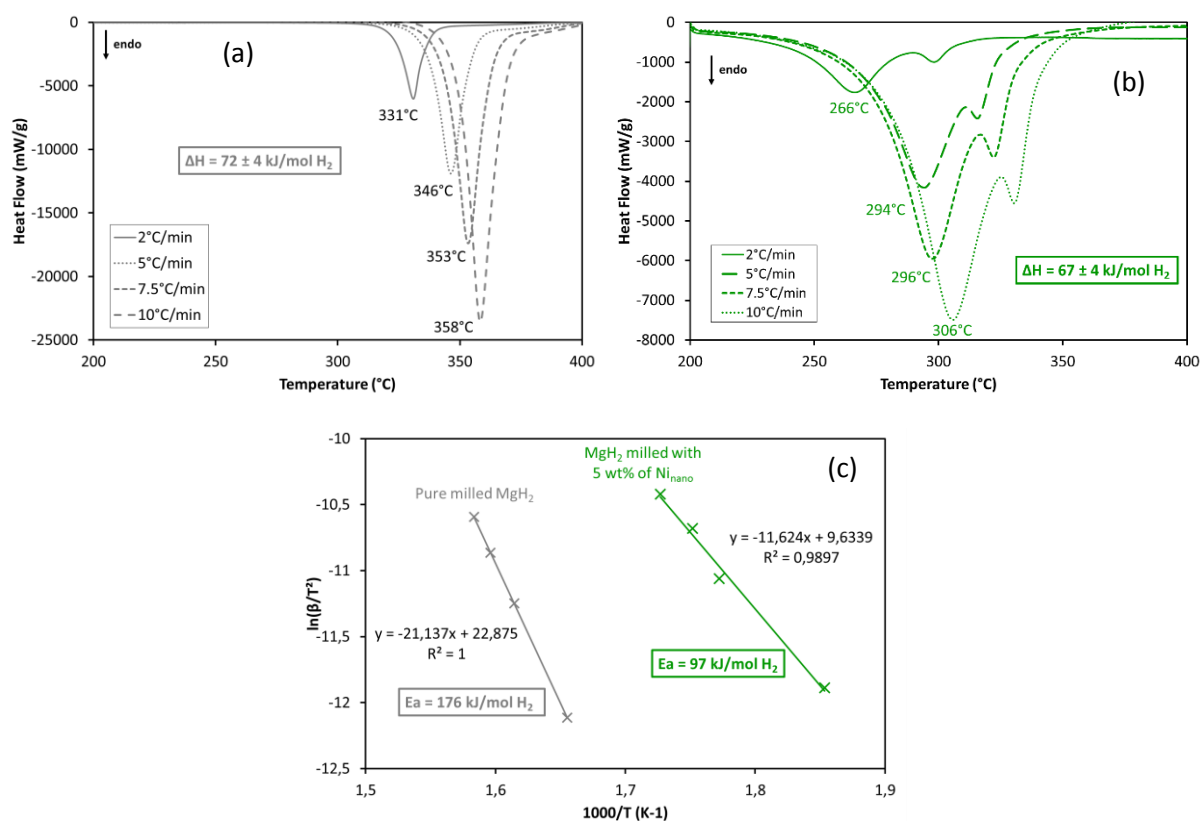 (a)
endo
0
-5000
-10000
-15000
-20000
-25000
Heat Flow (mW/g)
331°C
ΔH = 72 ± 4 kJ/mol H2
346°C
353°C
358°C
2°C/min
5°C/min
7.5°C/min
10°C/min
200
250
300
350
400
Temperature (°C)
(b)
endo
0
-1000
-2000
-3000
-4000
-5000
-6000
-7000
-8000
Heat Flow (mW/g)
266°C
294°C
296°C
306°C
ΔH = 67 ± 4 kJ/mol H2
2°C/min
5°C/min
7.5°C/min
10°C/min
200
250
300
350
400
Temperature (°C)
(c)
-10
-10,5
-11
-11,5
-12
-12,5
ln(β/T²)
MgH2 milled with
5 wt% of Ninano
Pure milled MgH2
y = -11,624x + 9,6339
R² = 0,9897
y = -21,137x + 22,875
R² = 1
Ea = 97 kJ/mol H2
Ea = 176 kJ/mol H2
1,5
1,6
1,7
1,8
1,9
1000/T (K-1)